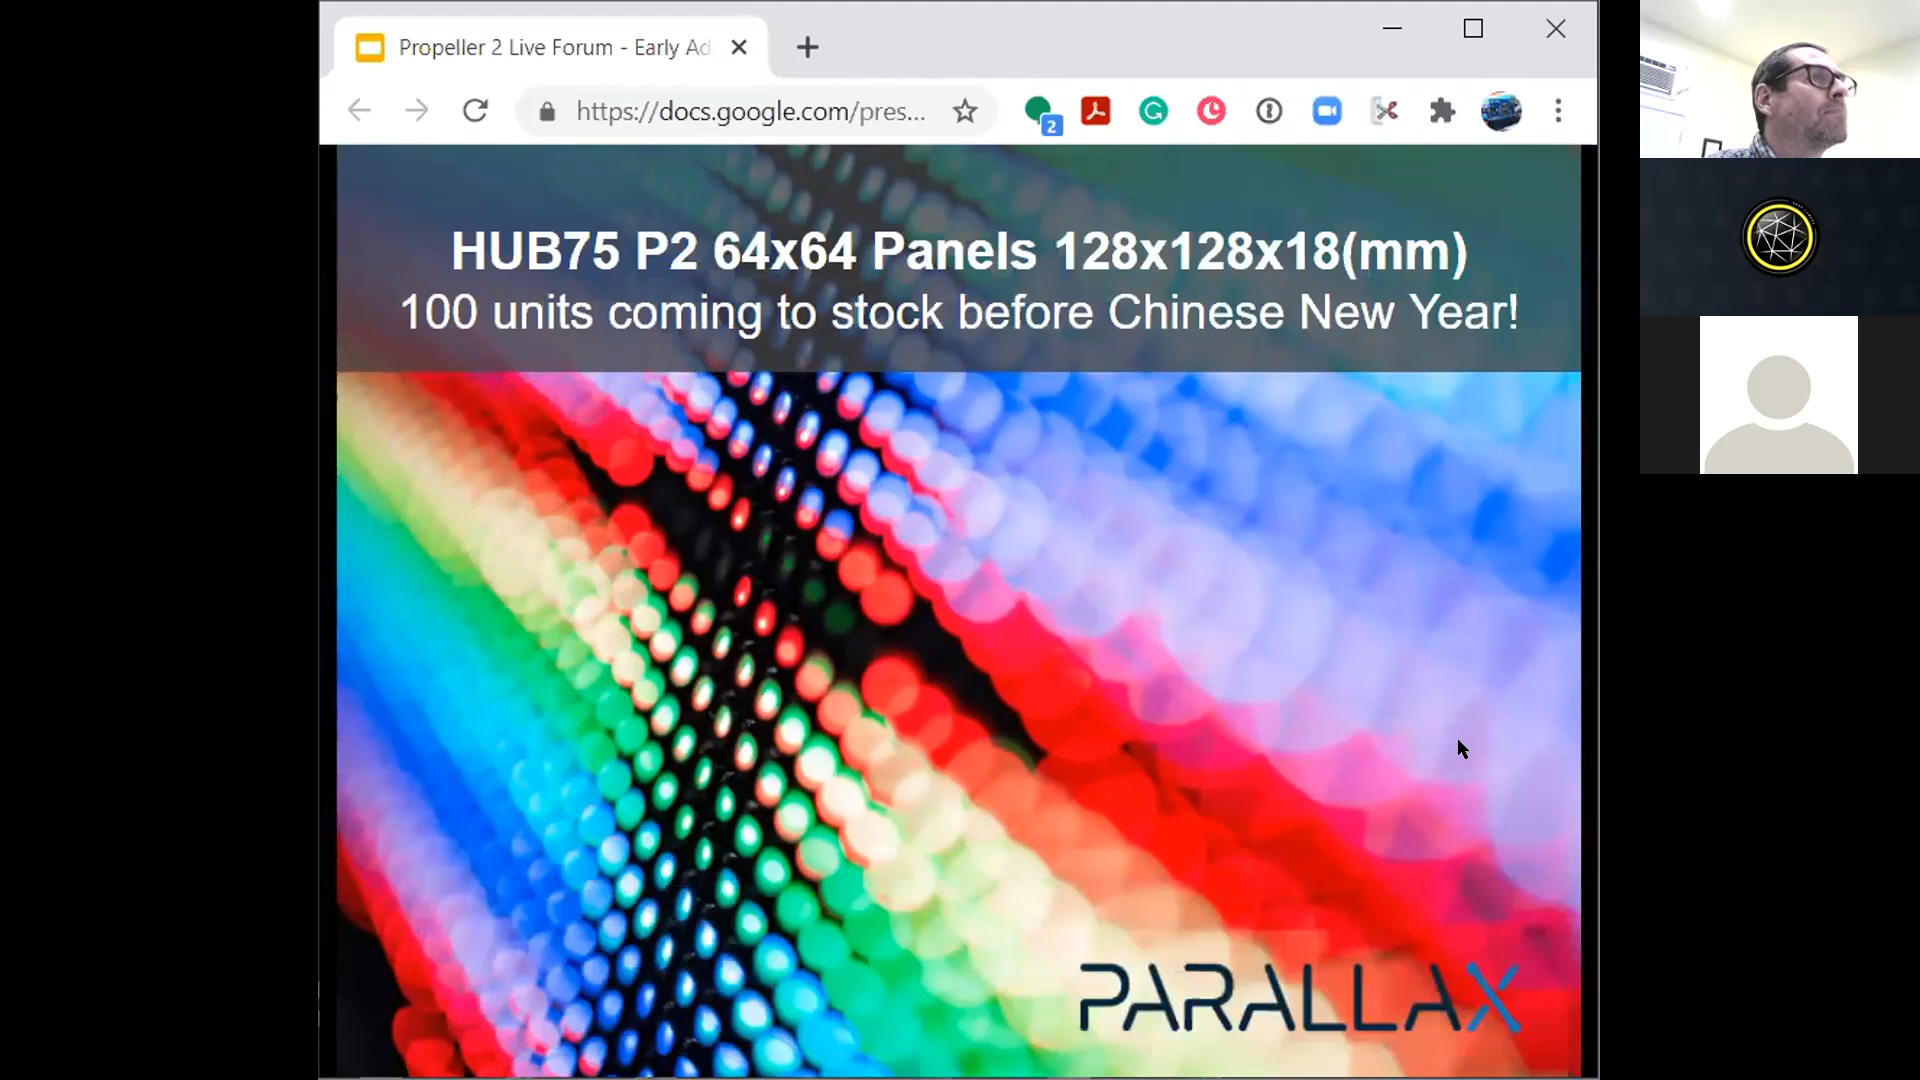 Propeller 2 Live Forum - Early Ad
https://docs.google.com/pres...
2
HUB75 P2 64x64 Panels 128x128x18(mm)
100 units coming to stock before Chinese New Year!
PARALLAX